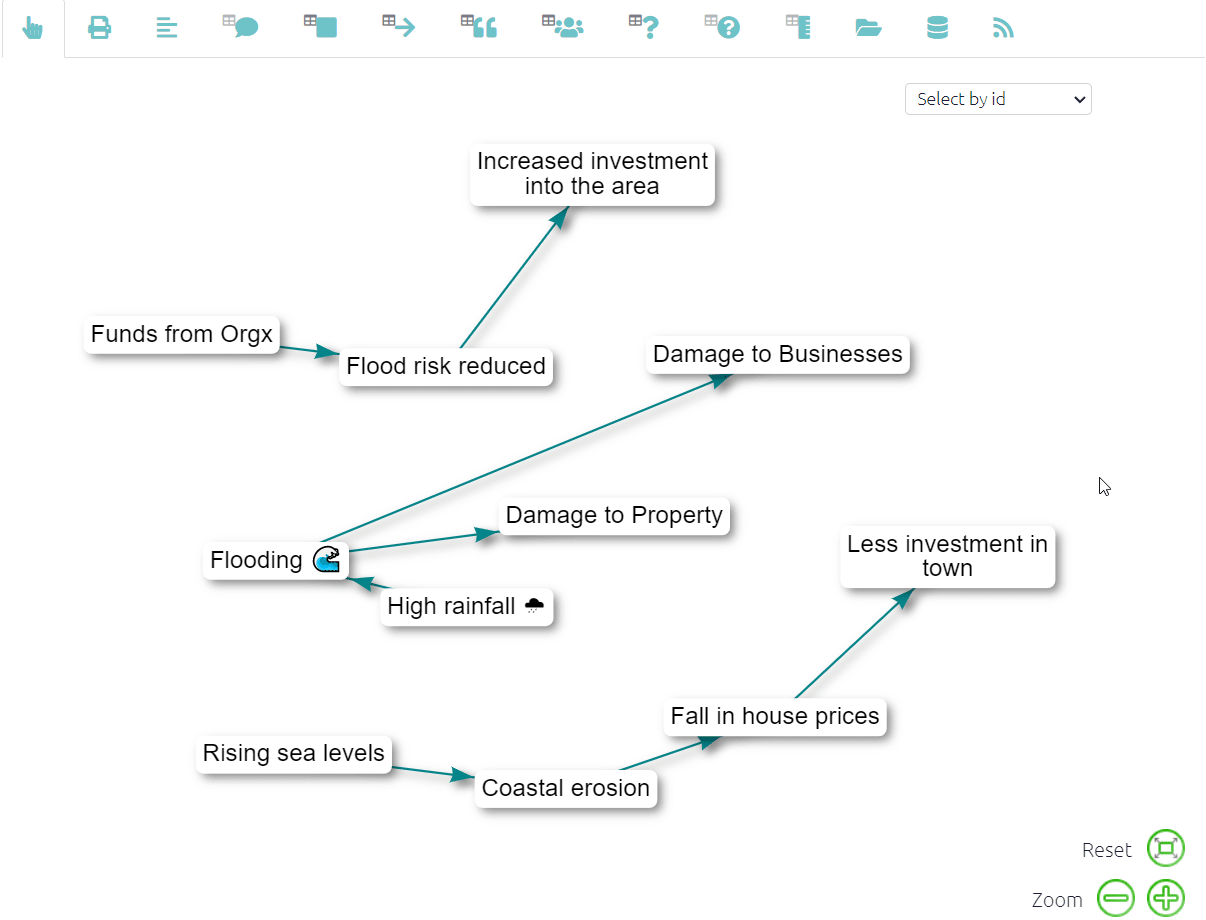 Select by id
Increased investment
into the area
Funds from Orgx
Flood risk reduced
Damage to Businesses
Damage to Property
Less investment in
town
Flooding 🌊
High rainfall 🌧
Fall in house prices
Rising sea levels
Coastal erosion
Reset
Zoom